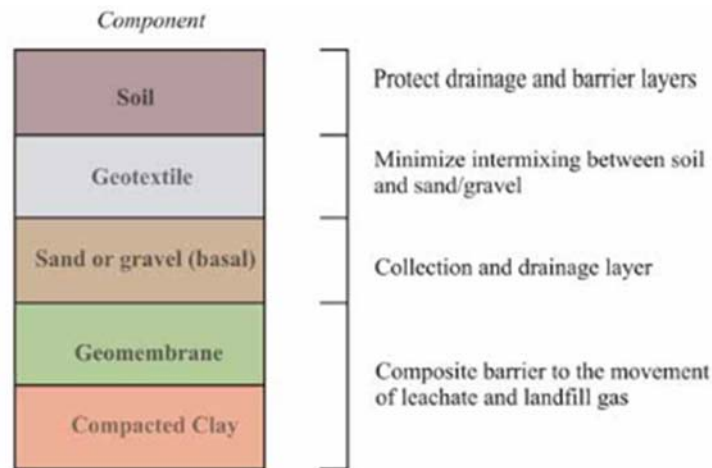 Component
Soil
Protect drainage and barrier layers
Geotextile
Minimize intermixing between soil
and sand/gravel
Sand or gravel (basal)
Collection and drainage layer
Geomembrane
Compacted Clay
Composite barrier to the movement
of leachate and landfill gas